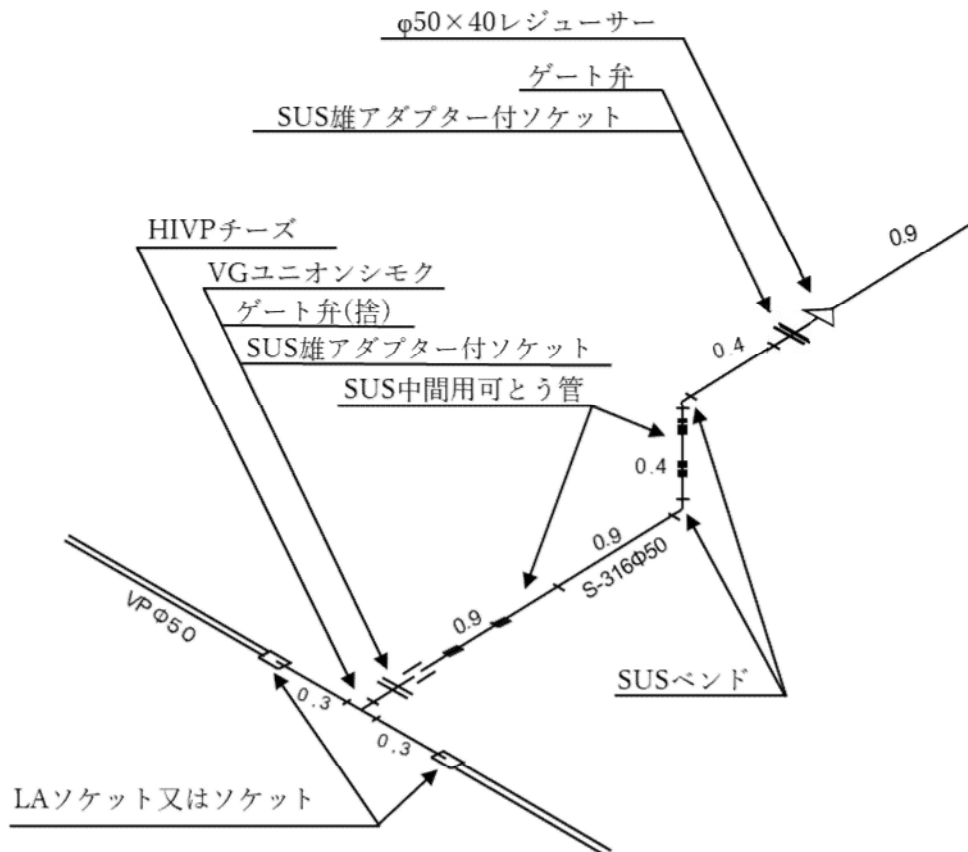 φ50×40レジューサー
ゲート弁
SUS雄アダプター付ソケット
0.9
HIVPチーズ
VGユニオンシモク
ゲート弁(捨)
SUS雄アダプター付ソケット
0.4
SUS中間用可とう管
0.4
0.9
S-316Φ50
0.9
VPΦ50
SUSベンド
0.3
0.3
LAソケット又はソケット